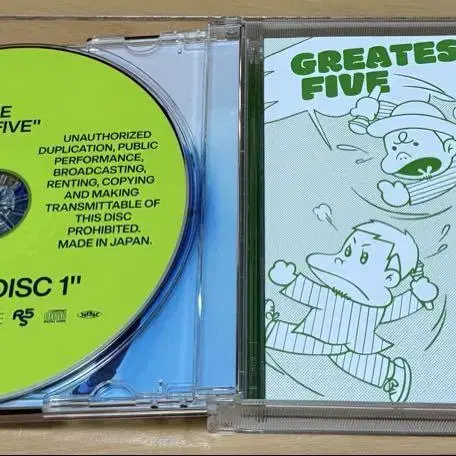 E
FIVE"
UNAUTHORIZED
DUPLICATION, PUBLIC
PERFORMANCE,
BROADCASTING,
RENTING, COPYING
AND MAKING
TRANSMITTABLE OF
THIS DISC
PROHIBITED.
MADE IN JAPAN.
DISC 1"
GREATES
FIVE